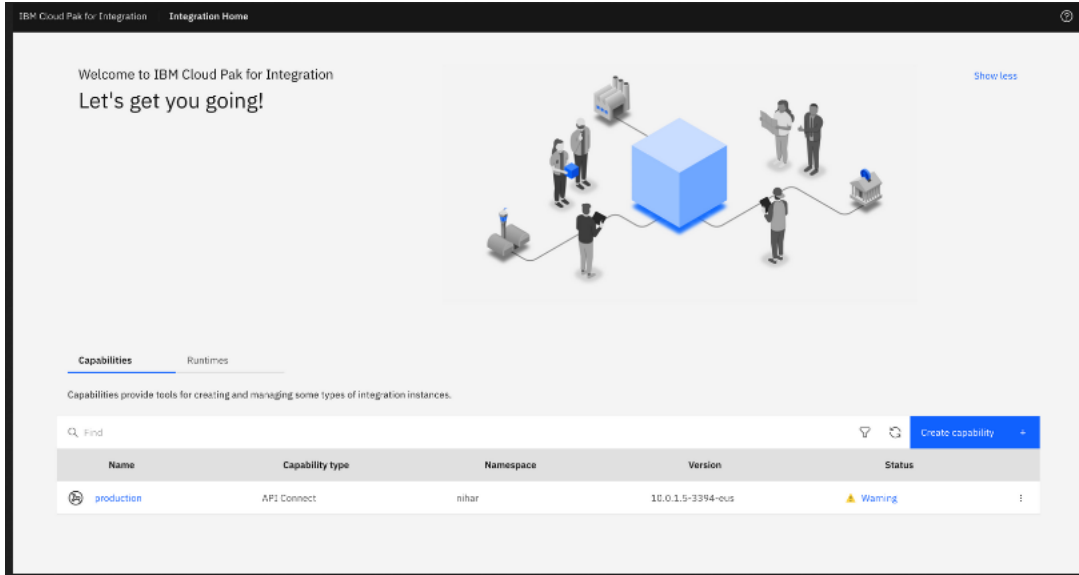 IBM Cloud Pak for Integration Integration Home
Welcome to IBM Cloud Pak for Integration
Let's get you going!
Show less
Capabilities Runtimes
Capabilities provide tools for creating and managing some types of integration instances.
Find
Create capability +
Name Capability type Namespace Version Status
production API Connect nihar 10.0.1.5-3394-eus Warning